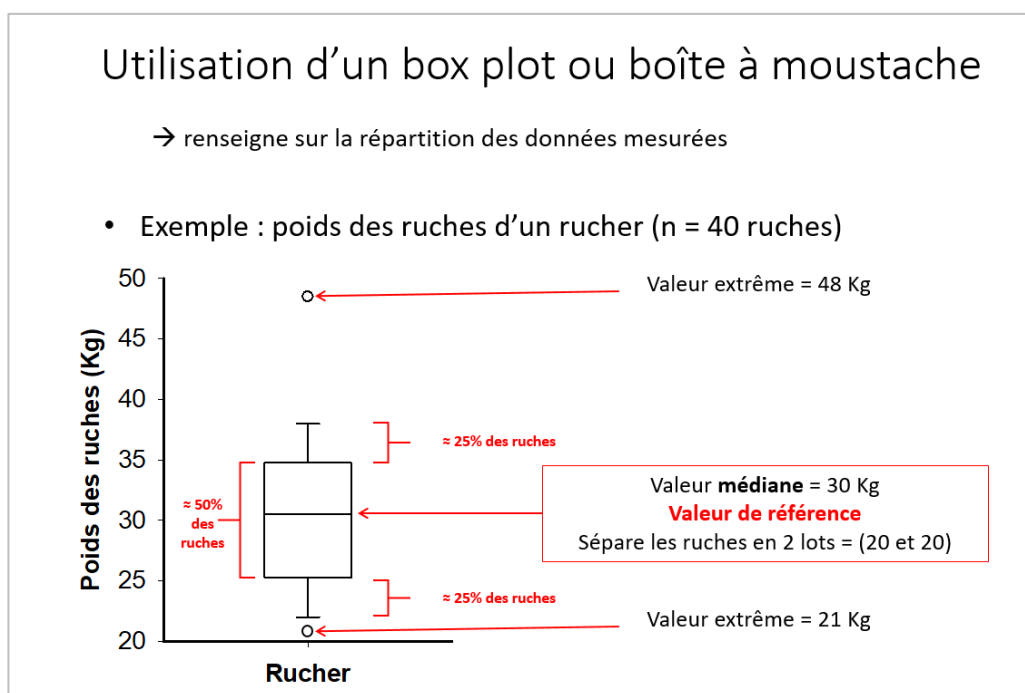 Utilisation d’un box plot ou boîte à moustache
→ renseigne sur la répartition des données mesurées
• Exemple : poids des ruches d’un rucher (n = 40 ruches)
Poids des ruches (Kg)
50
45
40
35
30
25
20
Rucher
Valeur extrême = 48 Kg
≈ 25% des ruches
≈ 50%
des
ruches
Valeur médiane = 30 Kg
Valeur de référence
Sépare les ruches en 2 lots = (20 et 20)
≈ 25% des ruches
Valeur extrême = 21 Kg